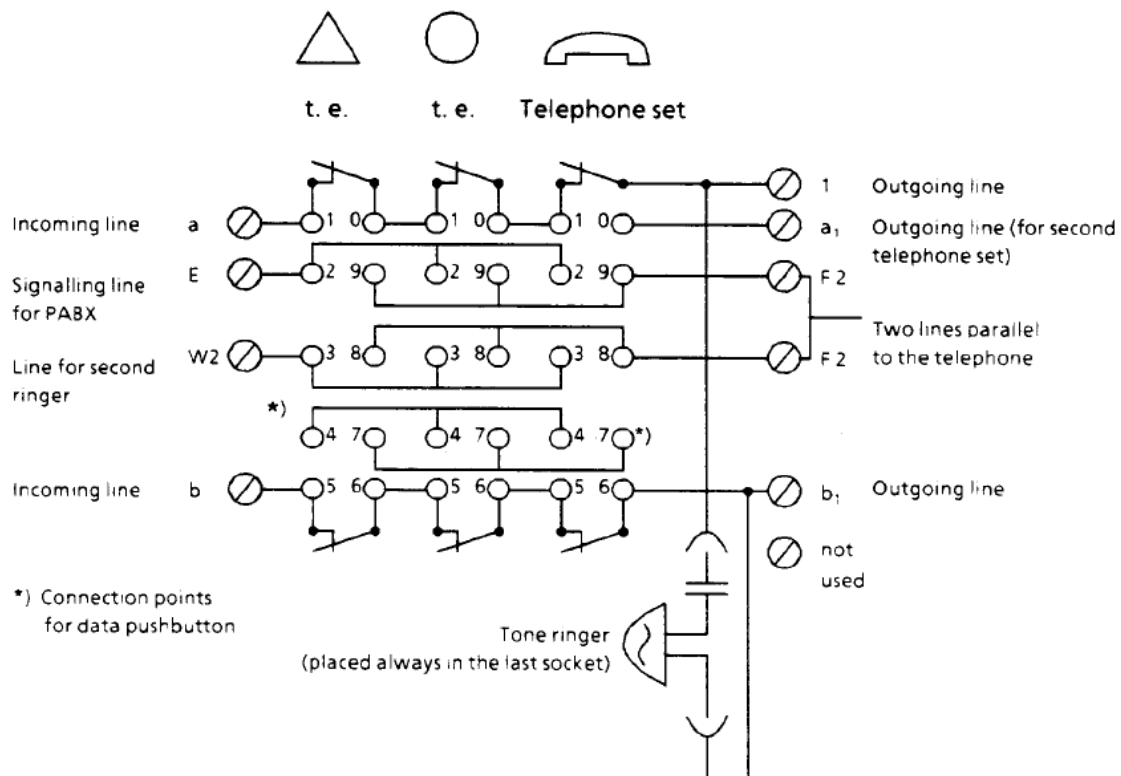 t. e.
t. e.
Telephone set
1 Outgoing line
Incoming line a
1 0 1 0 1 0
a1 Outgoing line (for second
telephone set)
E
2 9 2 9 2 9
F 2
Signalling line
for PABX
Two lines parallel
to the telephone
W2
3 8 3 8 3 8
F 2
Line for second
ringer
*)
4 7 4 7 4 7 *)
Incoming line b
5 6 5 6 5 6
b1 Outgoing line
not
used
*) Connection points
for data pushbutton
Tone ringer
(placed always in the last socket)